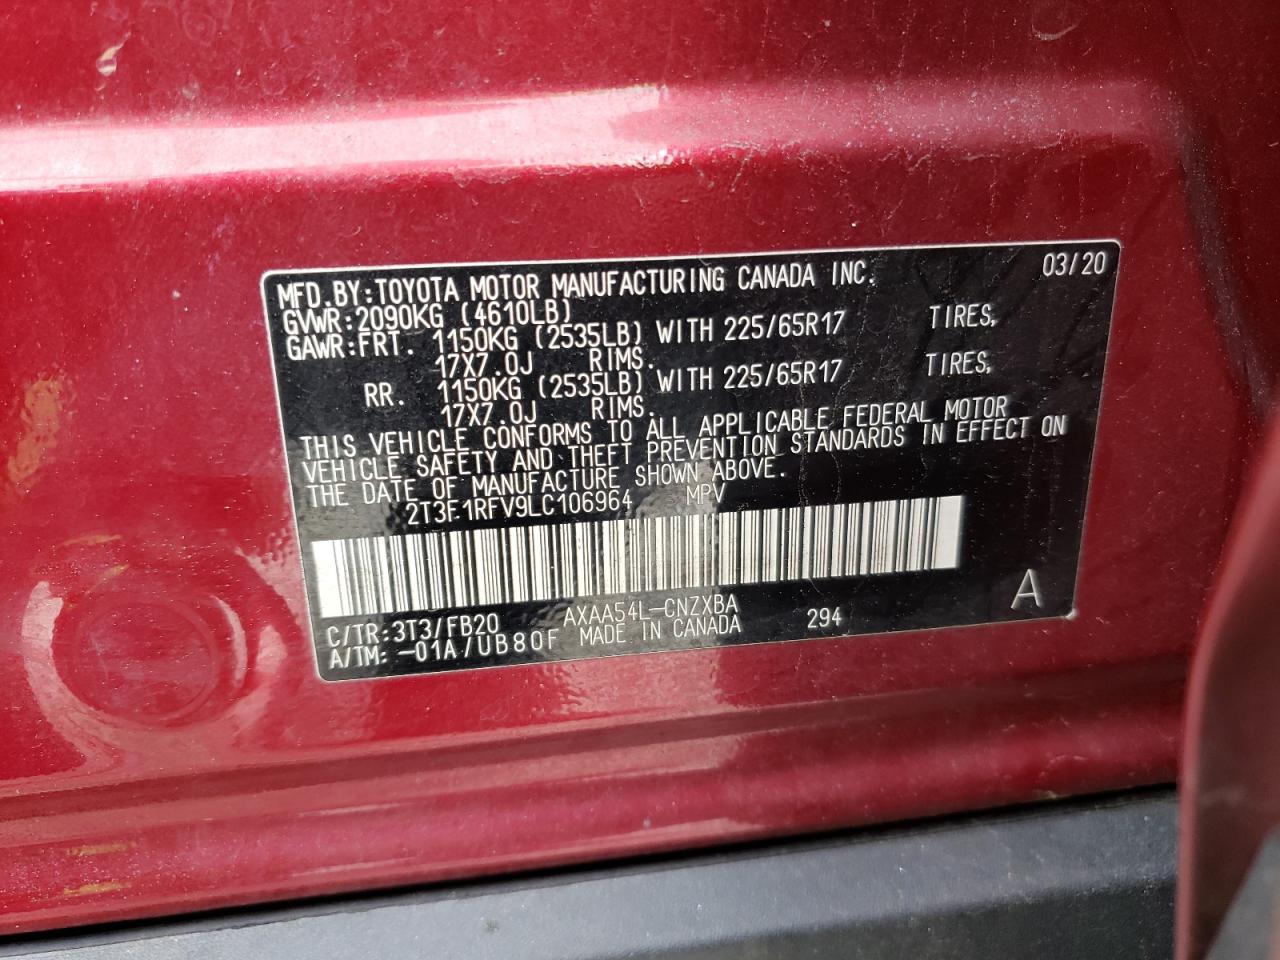 MFD.BY:TOYOTA MOTOR MANUFACTURING CANADA INC. 03/20
GVWR:2090KG (4610LB)
GAWR:FRT. 1150KG (2535LB) WITH 225/65R17 TIRES,
17X7.0J RIMS.
RR. 1150KG (2535LB) WITH 225/65R17 TIRES,
17X7.0J RIMS.
THIS VEHICLE CONFORMS TO ALL APPLICABLE FEDERAL MOTOR
VEHICLE SAFETY AND THEFT PREVENTION STANDARDS IN EFFECT ON
THE DATE OF MANUFACTURE SHOWN ABOVE.
2T3F1RFV9LC106964 MPV
C/TR:3T3/FB20 AXAA54L-CNZXBA 294 A
A/TM:-01A/UB80F MADE IN CANADA